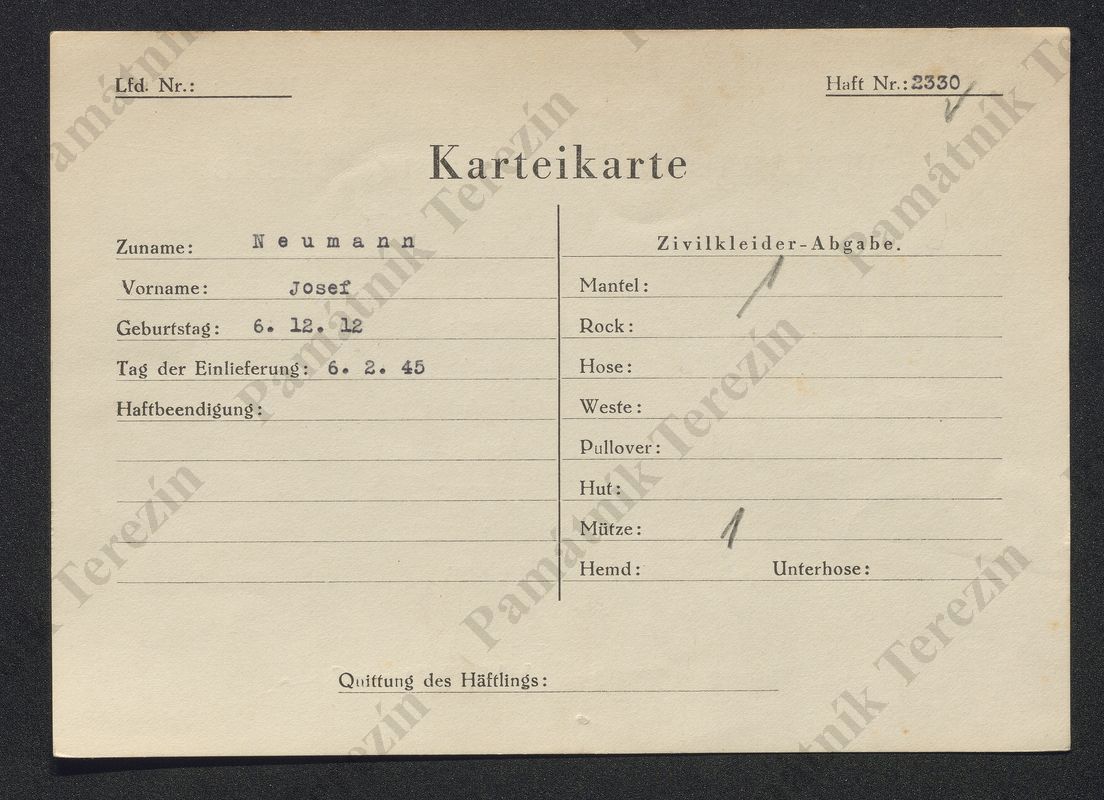 Lfd. Nr.:
Haft Nr.: 2330
Karteikarte
Zuname: Neumann
Vorname: Josef
Geburtstag: 6. 12. 12
Tag der Einlieferung: 6. 2. 45
Haftbeendigung:
Zivilkleider-Abgabe.
Mantel: 1
Rock:
Hose:
Weste:
Pullover:
Hut:
Mütze: 1
Hemd: Unterhose:
Quittung des Häftlings:
Památník Terezín